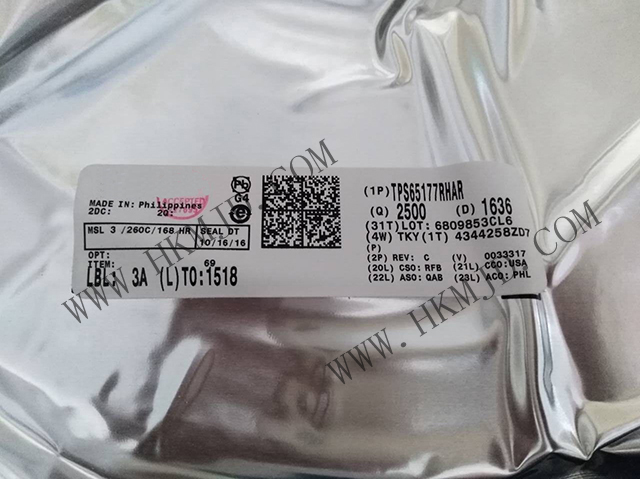 MADE IN: Philippines
2DC: 2Q:
ACCEPTED
MSL 3 /260C/168 HR SEAL DT
10/16/16
OPT:
ITEM: 69
LBL: 3A (L)TO:1518
Pb
G4
e
(1P)TPS65177RHAR
(Q) 2500 (D) 1636
(31T)LOT: 6809853CL6
(4W) TKY(1T) 4344258ZD7
(P)
(2P) REV: C (V) 0033317
(20L) CSO: RFB (21L) CCO:USA
(22L) ASO: QAB (23L) ACO: PHL
WWW.HKMJD.COM
WWW.HKMJD.COM
WWW.HKMJD.COM